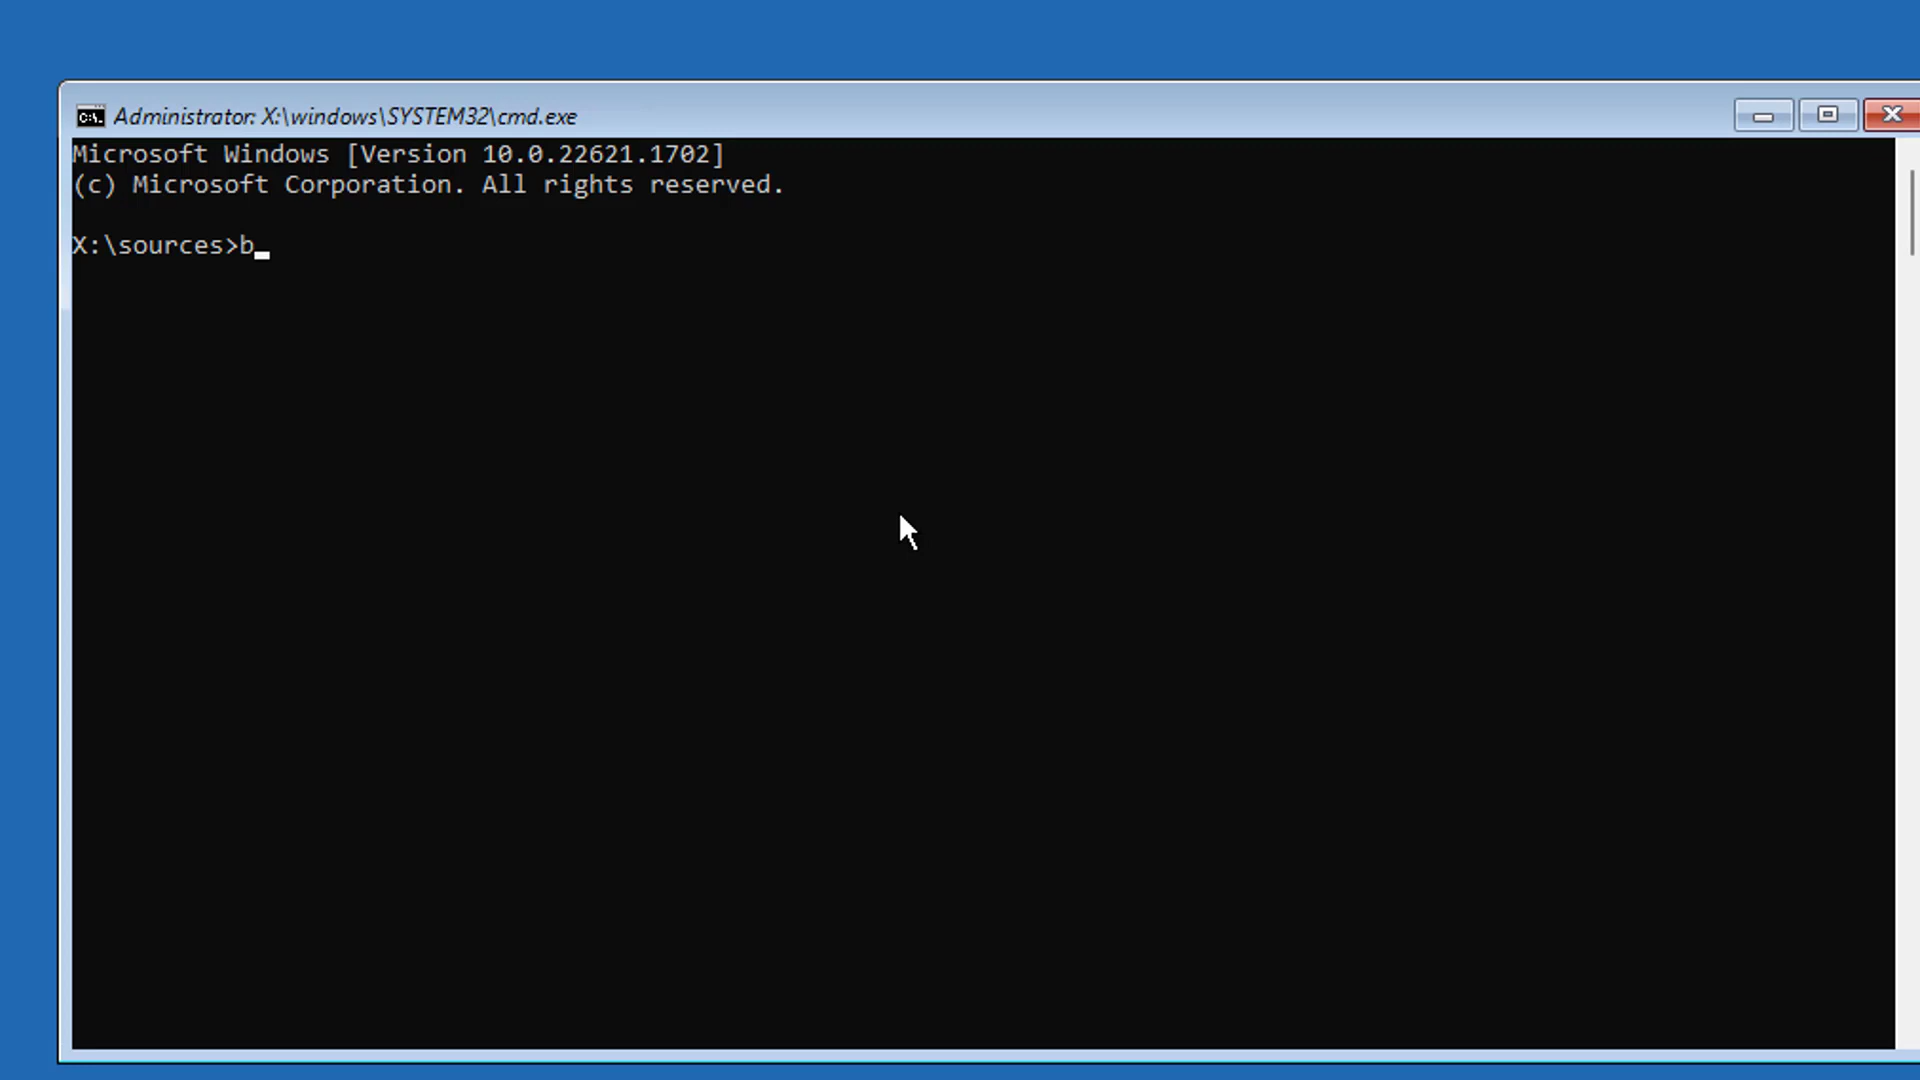 Administrator: X:\windows\SYSTEM32\cmd.exe
Microsoft Windows [Version 10.0.22621.1702]
(c) Microsoft Corporation. All rights reserved.
X:\sources>b